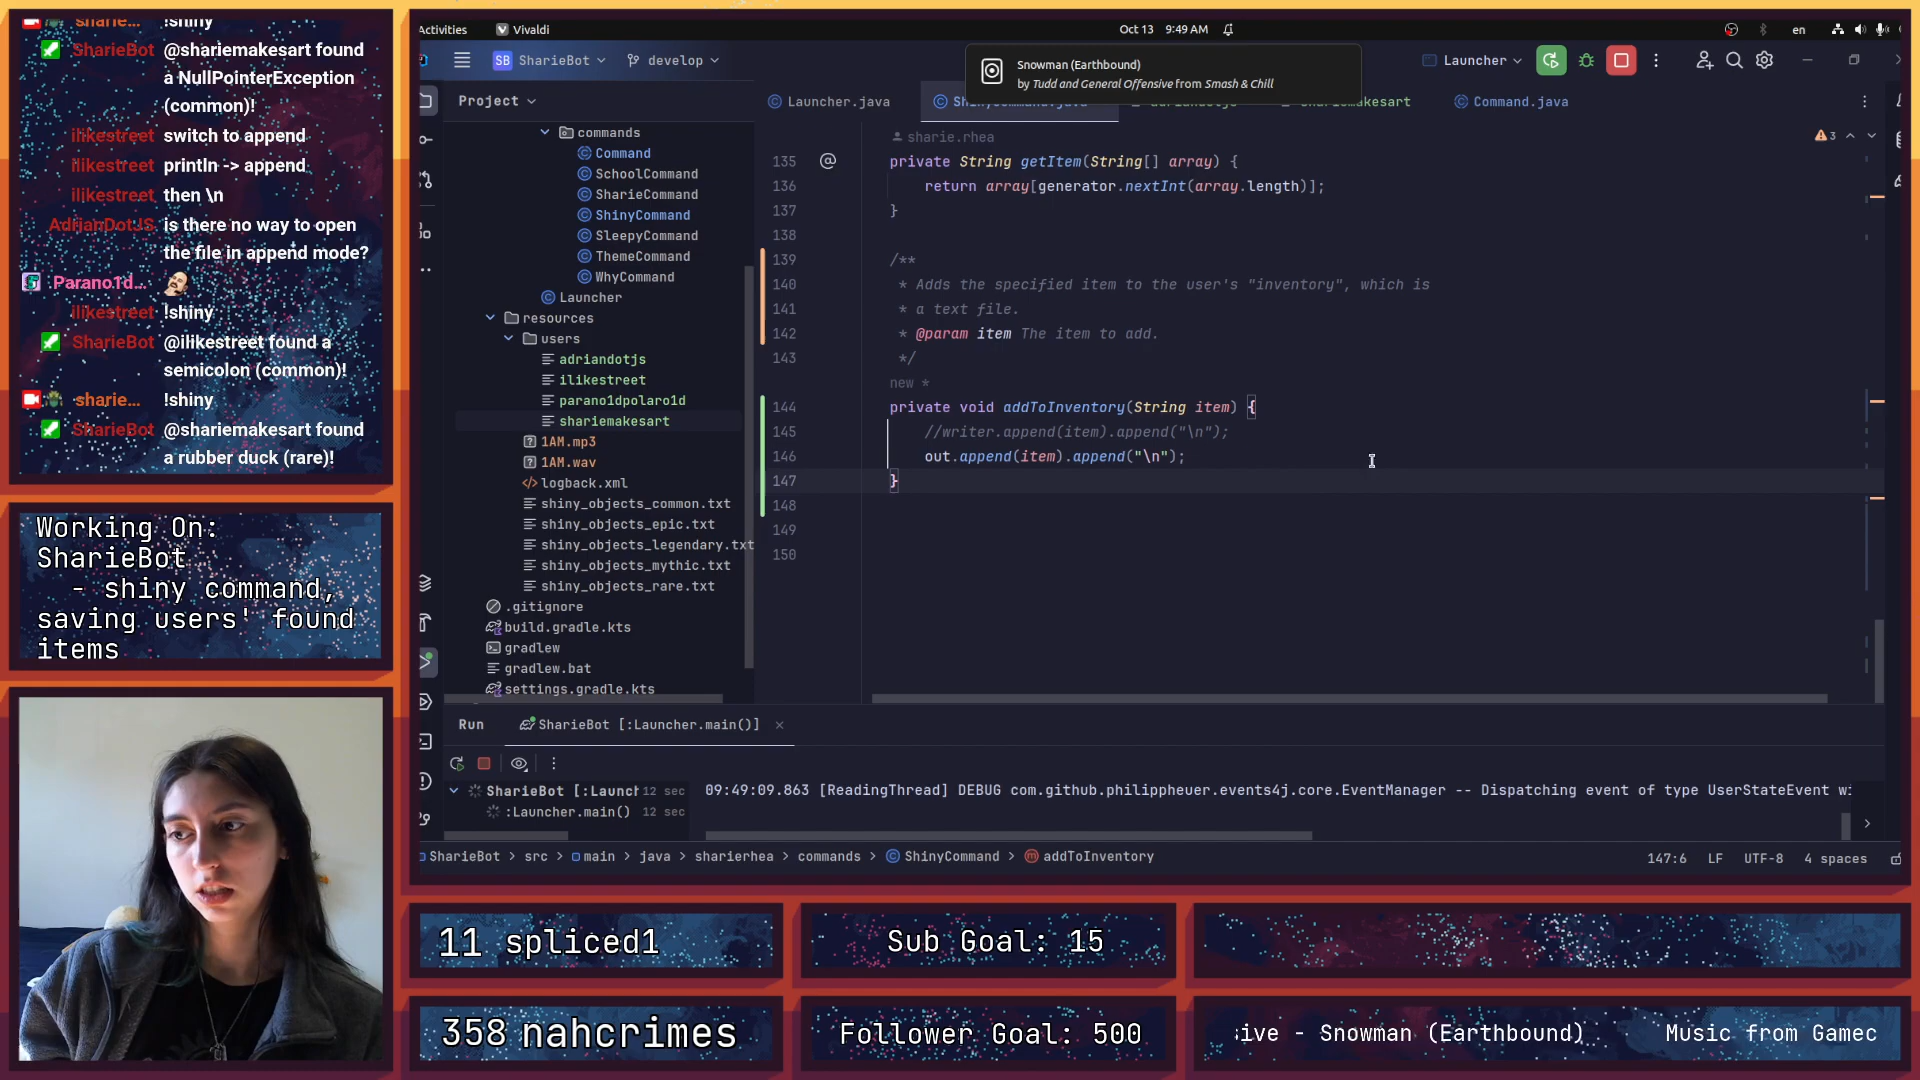 sharie... !shiny
SharieBot @shariemakesart found
a NullPointerException
(common)!
ilikestreet switch to append
ilikestreet println -> append
ilikestreet then \n
AdrianDotJS is there no way to open
the file in append mode?
Parano1d...
ilikestreet !shiny
SharieBot @ilikestreet found a
semicolon (common)!
sharie... !shiny
SharieBot @shariemakesart found
a rubber duck (rare)!
Working On:
SharieBot
- shiny command,
saving users' found
items
Activities Vivaldi Oct 13 9:49 AM en
SB SharieBot develop
Snowman (Earthbound)
by Tudd and General Offensive from Smash & Chill
Launcher
Project
Launcher.java Command.java
commands
Command
SchoolCommand
SharieCommand
ShinyCommand
SleepyCommand
ThemeCommand
WhyCommand
Launcher
resources
users
adriandotjs
ilikestreet
parano1dpolaro1d
shariemakesart
1AM.mp3
1AM.wav
logback.xml
shiny_objects_common.txt
shiny_objects_epic.txt
shiny_objects_legendary.txt
shiny_objects_mythic.txt
shiny_objects_rare.txt
.gitignore
build.gradle.kts
gradlew
gradlew.bat
settings.gradle.kts
sharie.rhea
3
135 private String getItem(String[] array) {
136 return array[generator.nextInt(array.length)];
137 }
138
139 /**
140 * Adds the specified item to the user's "inventory", which is
141 * a text file.
142 * @param item The item to add.
143 */
new *
144 private void addToInventory(String item) {
145 //writer.append(item).append("\n");
146 out.append(item).append("\n");
147 }
148
149
150
Run SharieBot [:Launcher.main()]
SharieBot [:Launch 12 sec
:Launcher.main() 12 sec
09:49:09.863 [ReadingThread] DEBUG com.github.philippheuer.events4j.core.EventManager -- Dispatching event of type UserStateEvent wi
SharieBot > src > main > java > sharierhea > commands > ShinyCommand > addToInventory
147:6 LF UTF-8 4 spaces
11 spliced1
Sub Goal: 15
358 nahcrimes
Follower Goal: 500
ive - Snowman (Earthbound) Music from Gamec